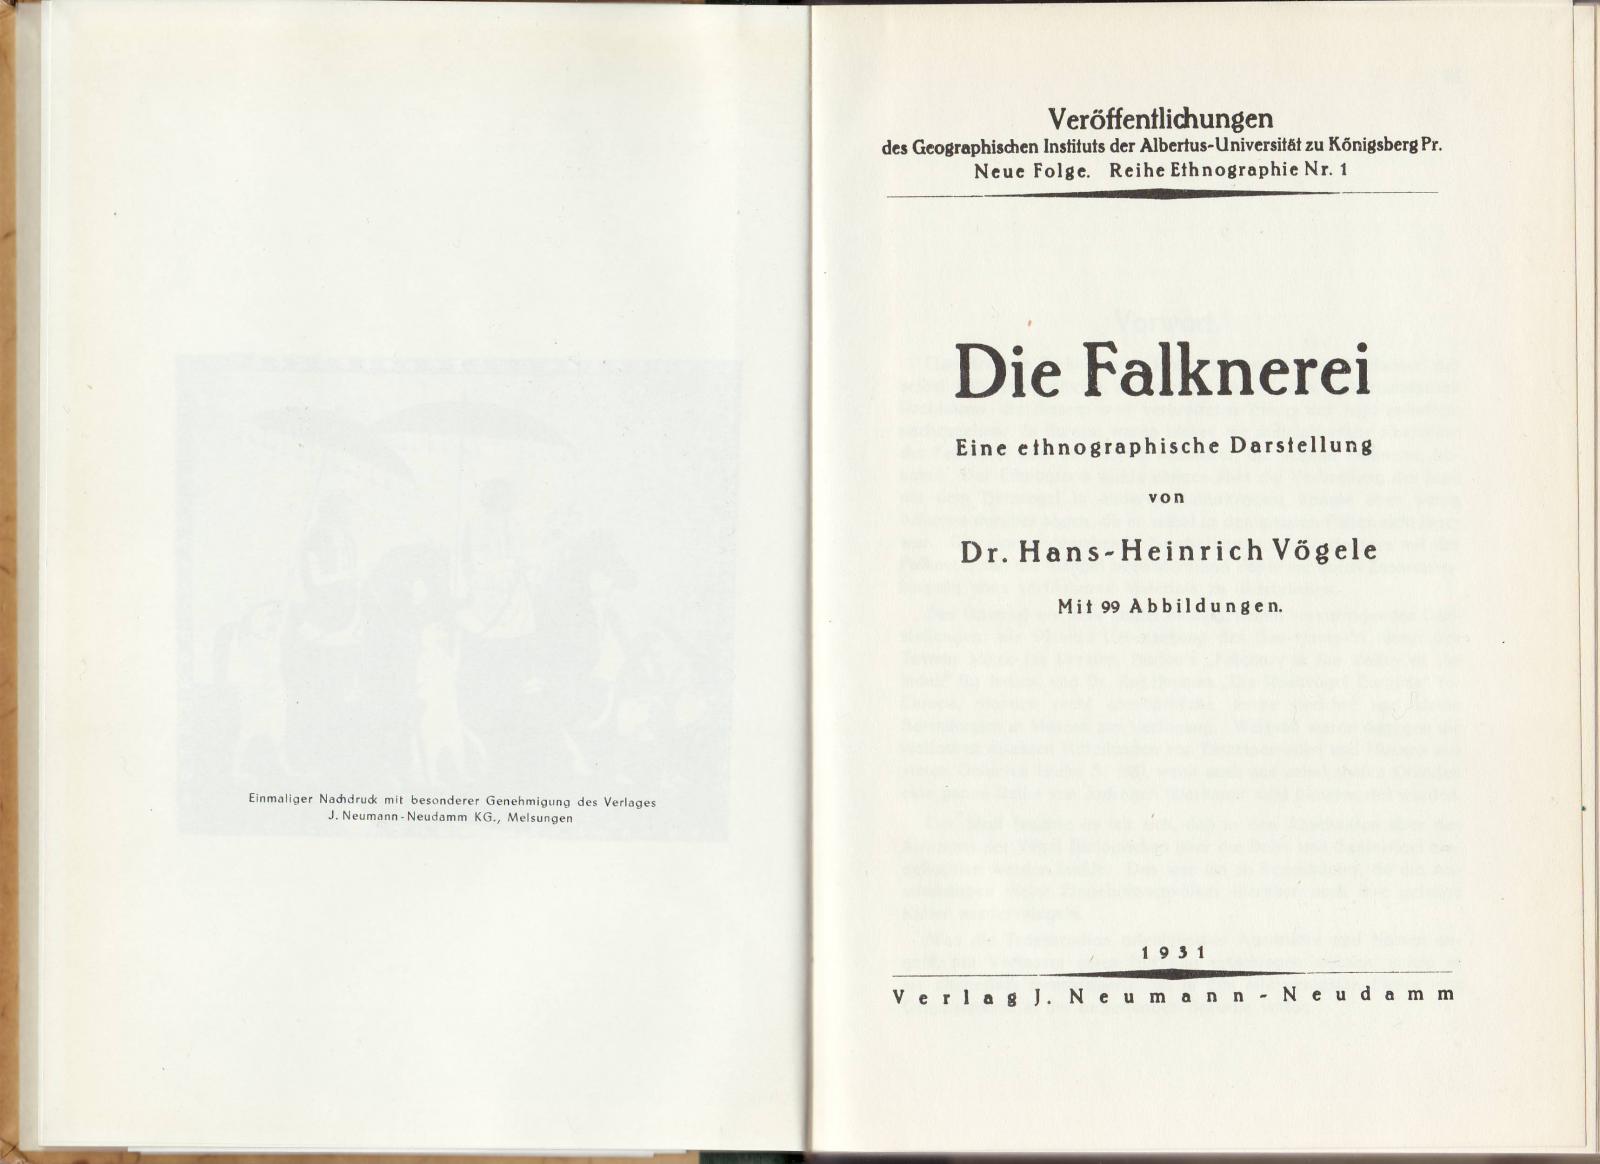 Einmaliger Nachdruck mit besonderer Genehmigung des Verlages
J. Neumann-Neudamm KG., Melsungen
Veröffentlichungen
des Geographischen Instituts der Albertus-Universität zu Königsberg Pr.
Neue Folge. Reihe Ethnographie Nr. 1
Die Falknerei
Eine ethnographische Darstellung
von
Dr. Hans-Heinrich Vögele
Mit 99 Abbildungen.
1931
Verlag J. Neumann-Neudamm